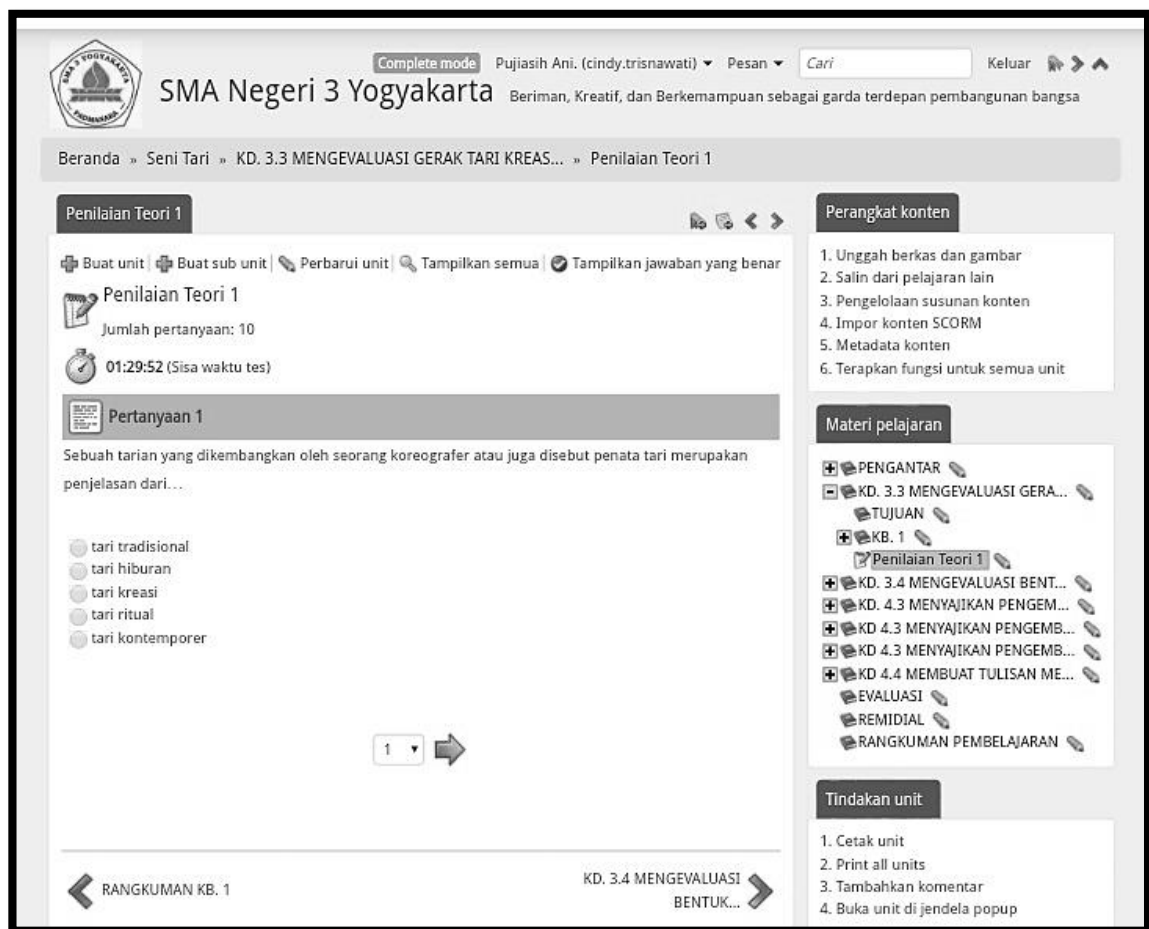 SMA 3 YOGYAKARTA
PADMANABA
Complete mode Pujiasih Ani. (cindy.trisnawati) Pesan Cari Keluar
SMA Negeri 3 Yogyakarta Beriman, Kreatif, dan Berkemampuan sebagai garda terdepan pembangunan bangsa
Beranda » Seni Tari » KD. 3.3 MENGEVALUASI GERAK TARI KREAS... » Penilaian Teori 1
Penilaian Teori 1
Buat unit | Buat sub unit | Perbarui unit | Tampilkan semua | Tampilkan jawaban yang benar
Penilaian Teori 1
Jumlah pertanyaan: 10
01:29:52 (Sisa waktu tes)
Pertanyaan 1
Sebuah tarian yang dikembangkan oleh seorang koreografer atau juga disebut penata tari merupakan
penjelasan dari...
tari tradisional
tari hiburan
tari kreasi
tari ritual
tari kontemporer
1
RANGKUMAN KB. 1
KD. 3.4 MENGEVALUASI
BENTUK...
Perangkat konten
1. Unggah berkas dan gambar
2. Salin dari pelajaran lain
3. Pengelolaan susunan konten
4. Impor konten SCORM
5. Metadata konten
6. Terapkan fungsi untuk semua unit
Materi pelajaran
PENGANTAR
KD. 3.3 MENGEVALUASI GERA...
TUJUAN
KB. 1
Penilaian Teori 1
KD. 3.4 MENGEVALUASI BENT...
KD. 4.3 MENYAJIKAN PENGEM...
KD 4.3 MENYAJIKAN PENGEMB...
KD 4.3 MENYAJIKAN PENGEMB...
KD 4.4 MEMBUAT TULISAN ME...
EVALUASI
REMIDIAL
RANGKUMAN PEMBELAJARAN
Tindakan unit
1. Cetak unit
2. Print all units
3. Tambahkan komentar
4. Buka unit di jendela popup